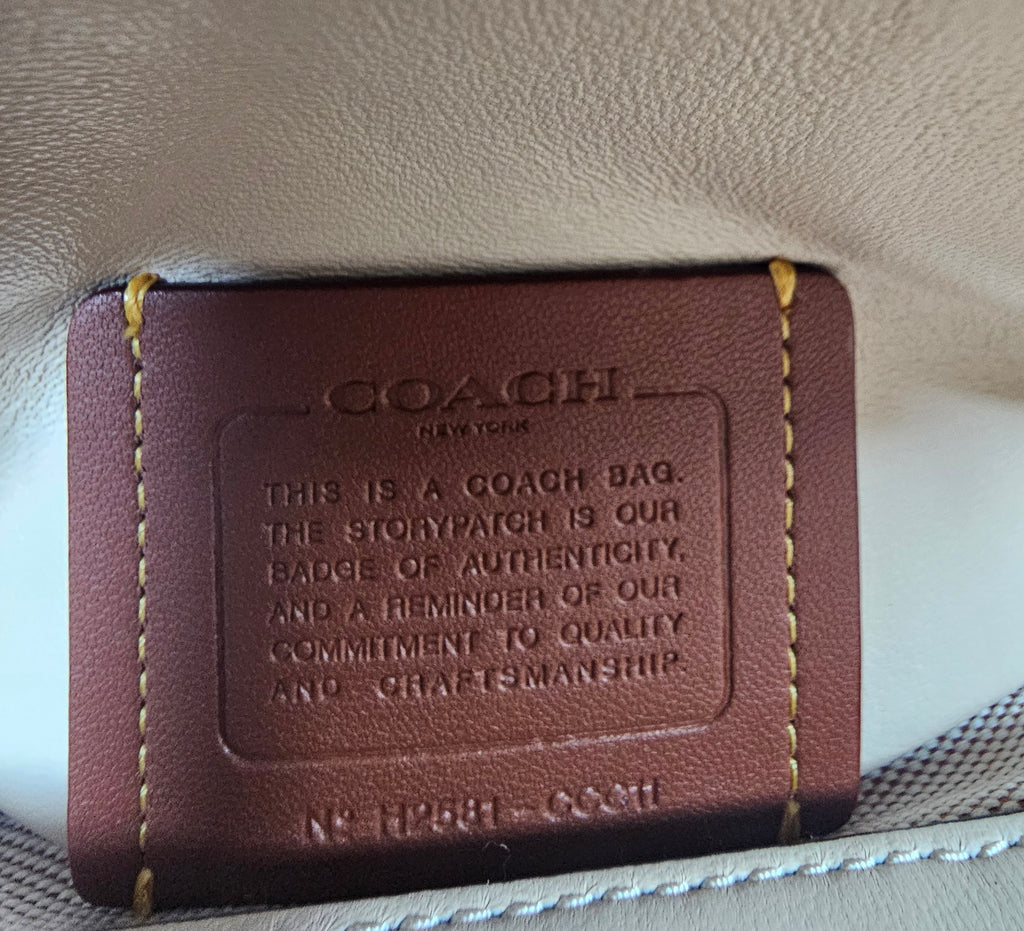 COACH
NEW YORK
THIS IS A COACH BAG.
THE STORYPATCH IS OUR
BADGE OF AUTHENTICITY,
AND A REMINDER OF OUR
COMMITMENT TO QUALITY
AND CRAFTSMANSHIP.
Nº